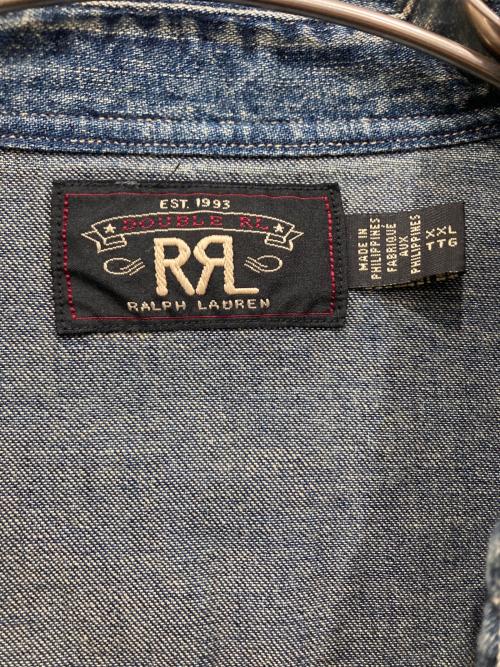 EST. 1993
DOUBLE RL
RRL
RALPH LAUREN
MADE IN
PHILIPPINES
FABRIQUÉ
AUX
PHILIPPINES
XXL
TTG